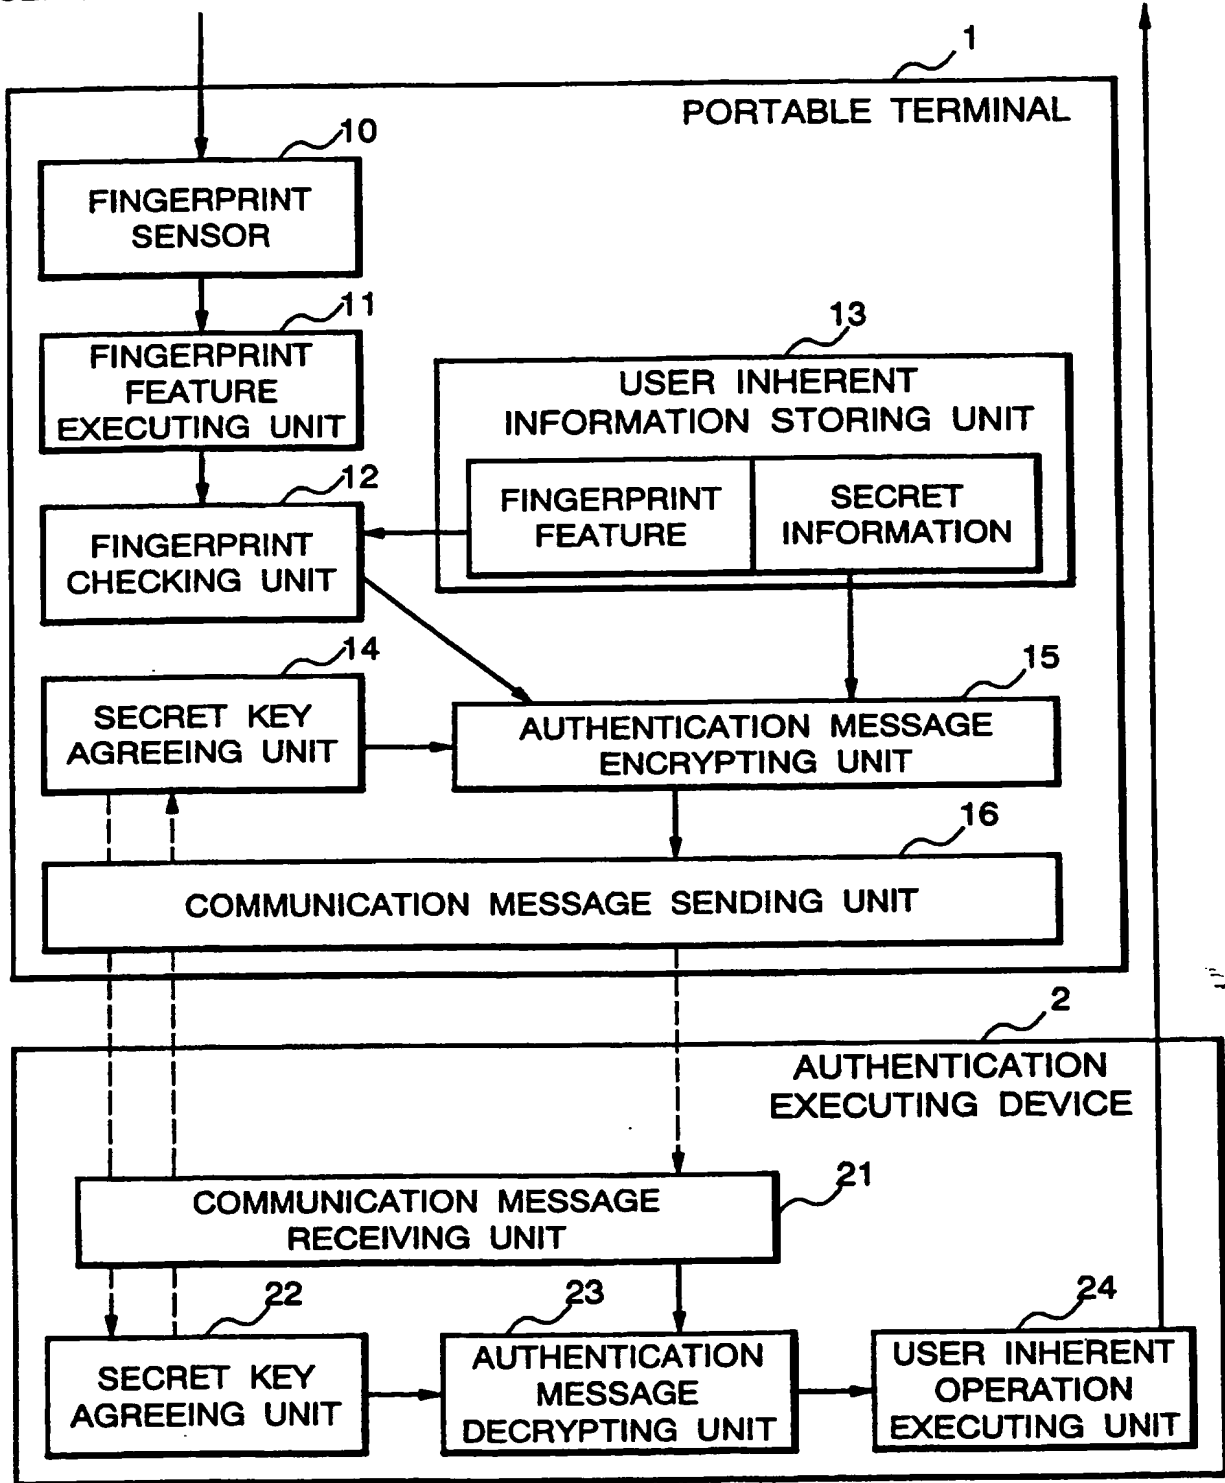 1
PORTABLE TERMINAL
10
FINGERPRINT
SENSOR
11
FINGERPRINT
FEATURE
EXECUTING UNIT
13
USER INHERENT
INFORMATION STORING UNIT
FINGERPRINT
FEATURE
SECRET
INFORMATION
12
FINGERPRINT
CHECKING UNIT
14
SECRET KEY
AGREEING UNIT
15
AUTHENTICATION MESSAGE
ENCRYPTING UNIT
16
COMMUNICATION MESSAGE SENDING UNIT
2
AUTHENTICATION
EXECUTING DEVICE
21
COMMUNICATION MESSAGE
RECEIVING UNIT
22
SECRET KEY
AGREEING UNIT
23
AUTHENTICATION
MESSAGE
DECRYPTING UNIT
24
USER INHERENT
OPERATION
EXECUTING UNIT